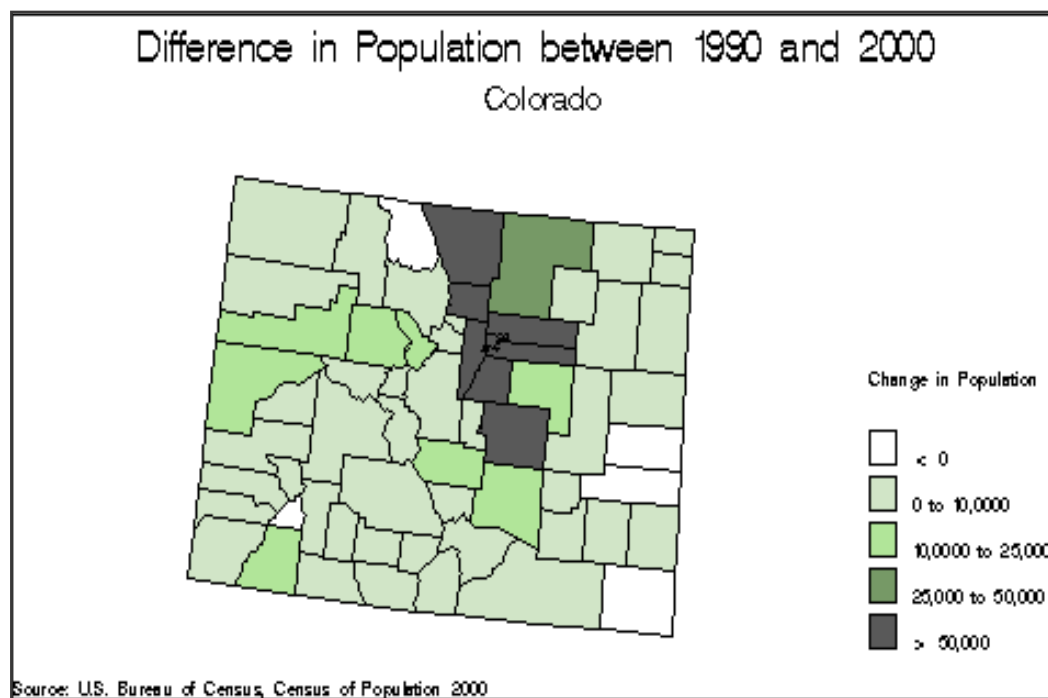 Difference in Population between 1990 and 2000
Colorado
Change in Population
< 0
0 to 10,0000
10,0000 to 25,000
25,000 to 50,000
> 50,000
Source: U.S. Bureau of Census, Census of Population 2000